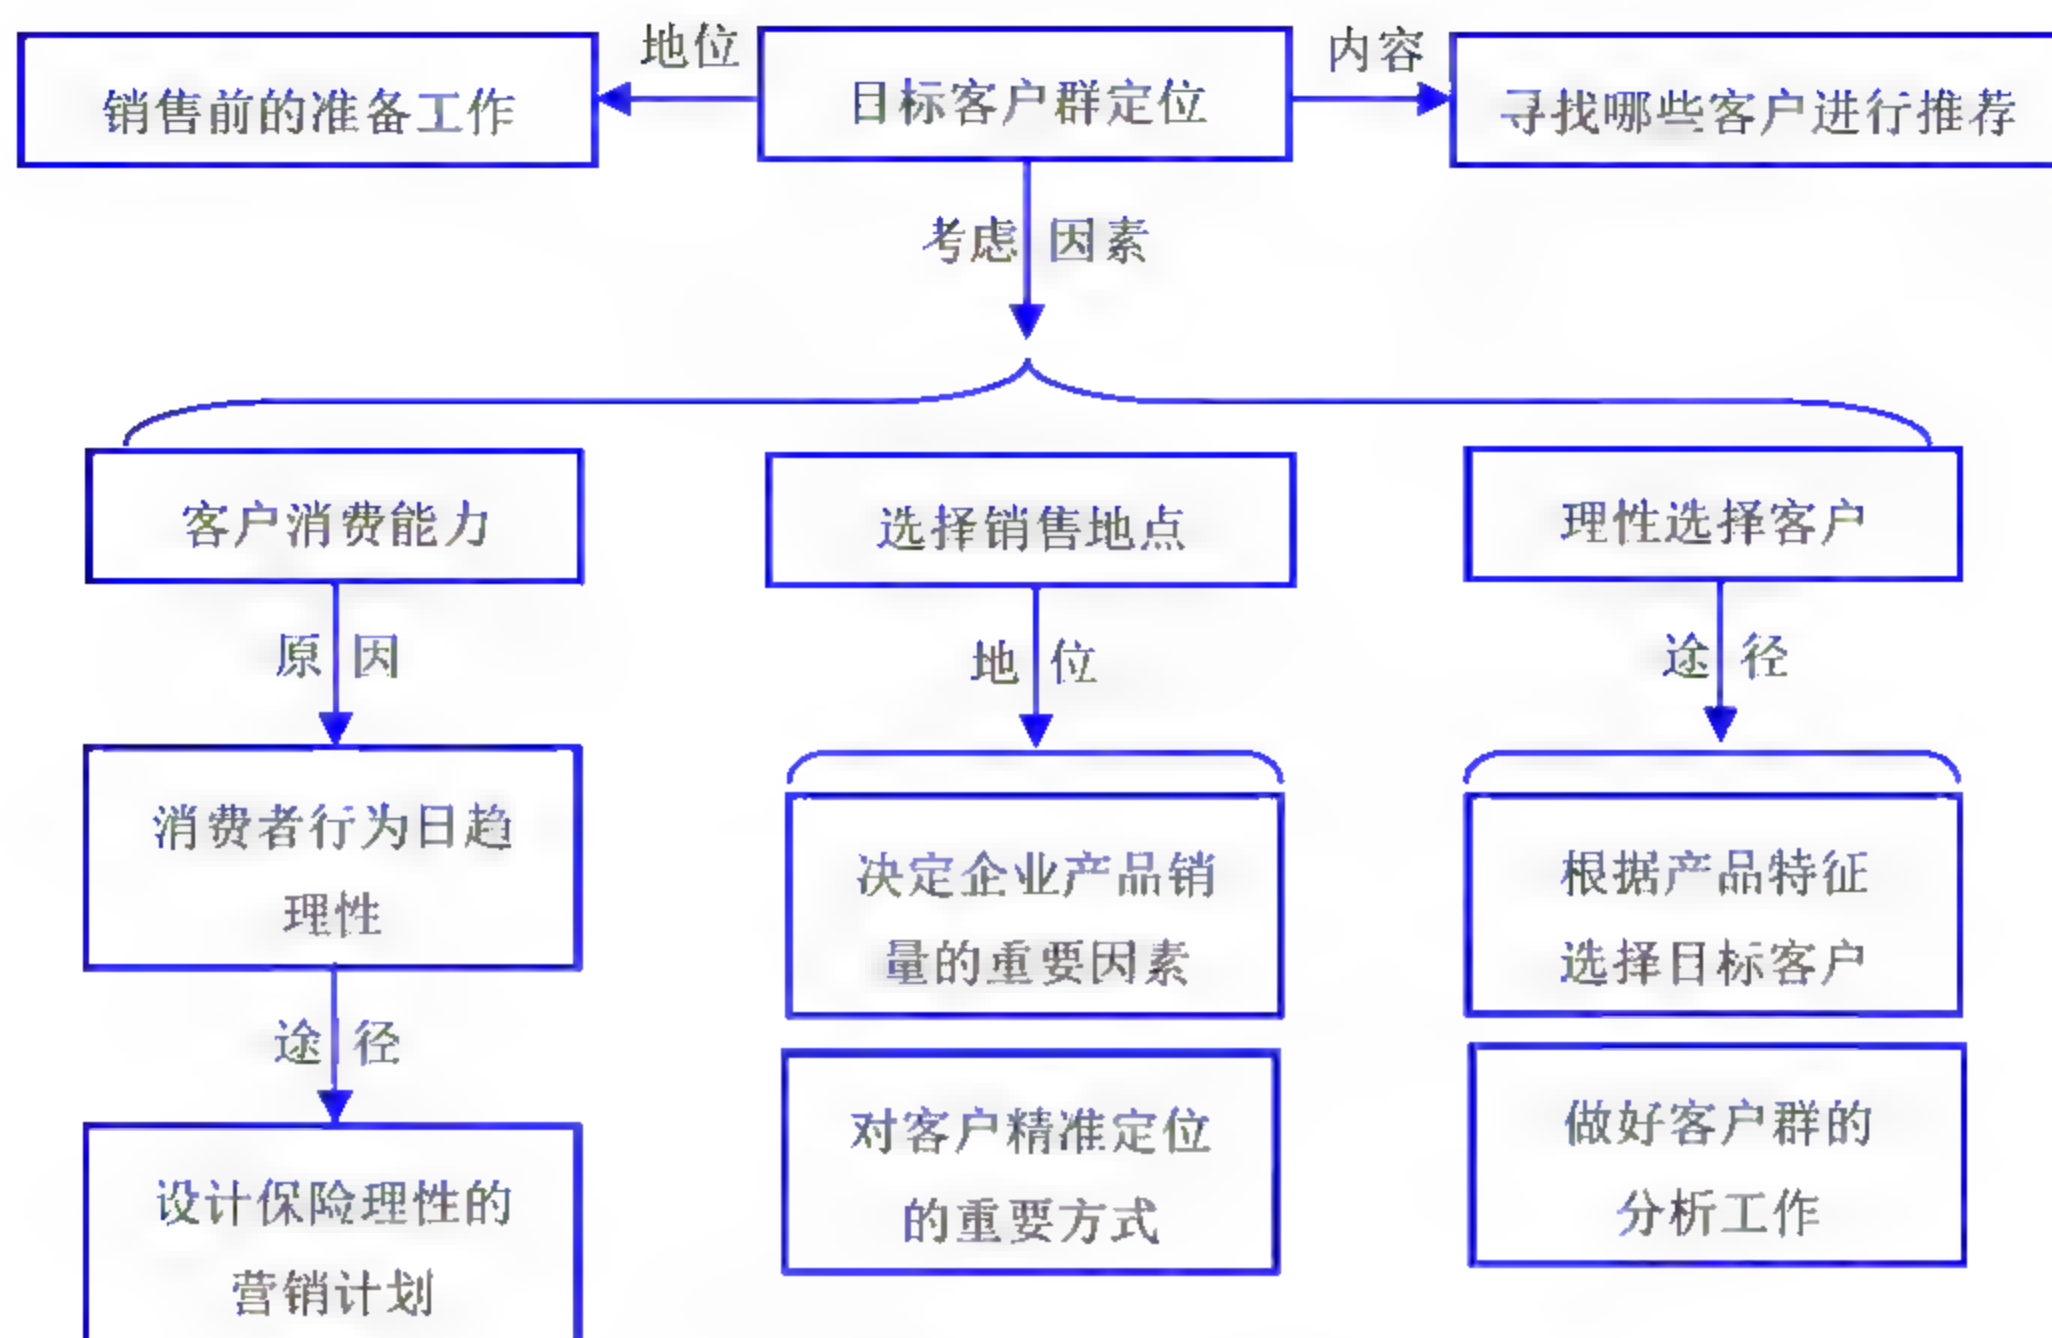 销售前的准备工作
地位
目标客户群定位
内容
寻找哪些客户进行推荐
考虑 因素
客户消费能力
选择销售地点
理性选择客户
原 因
地 位
途 径
消费者行为日趋
理性
决定企业产品销
量的重要因素
根据产品特征
选择目标客户
途 径
对客户精准定位
的重要方式
做好客户群的
分析工作
设计保险理性的
营销计划